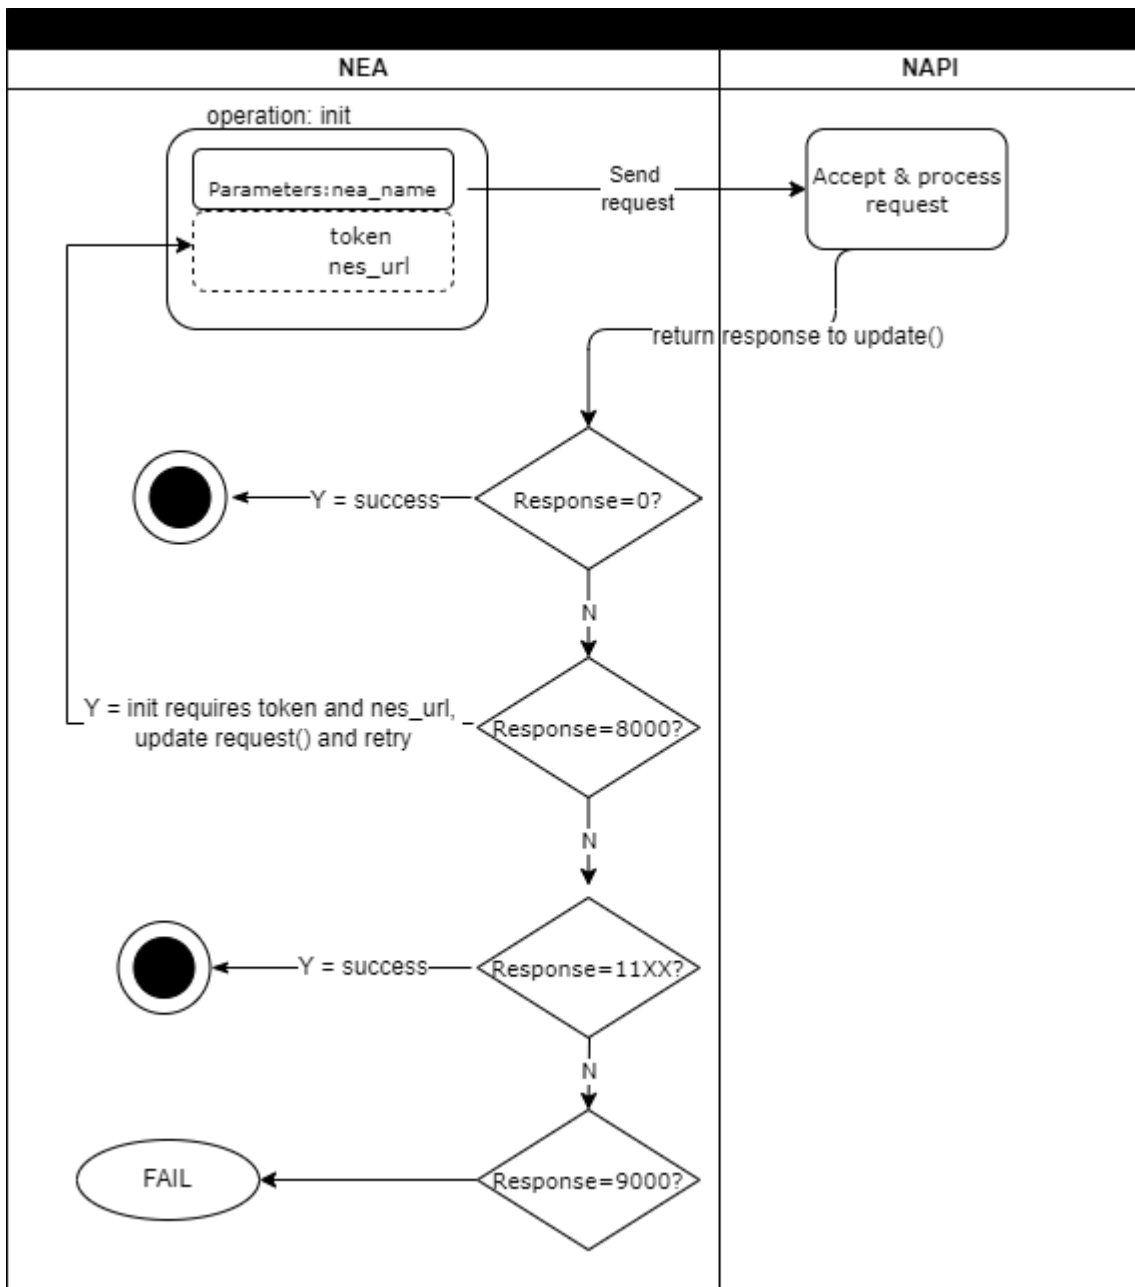 NEA
NAPI
operation: init
Parameters:nea_name
token
nes_url
Send
request
Accept & process
request
return response to update()
Response=0?
Y = success
N
Response=8000?
Y = init requires token and nes_url,
update request() and retry
N
Response=11XX?
Y = success
N
Response=9000?
FAIL